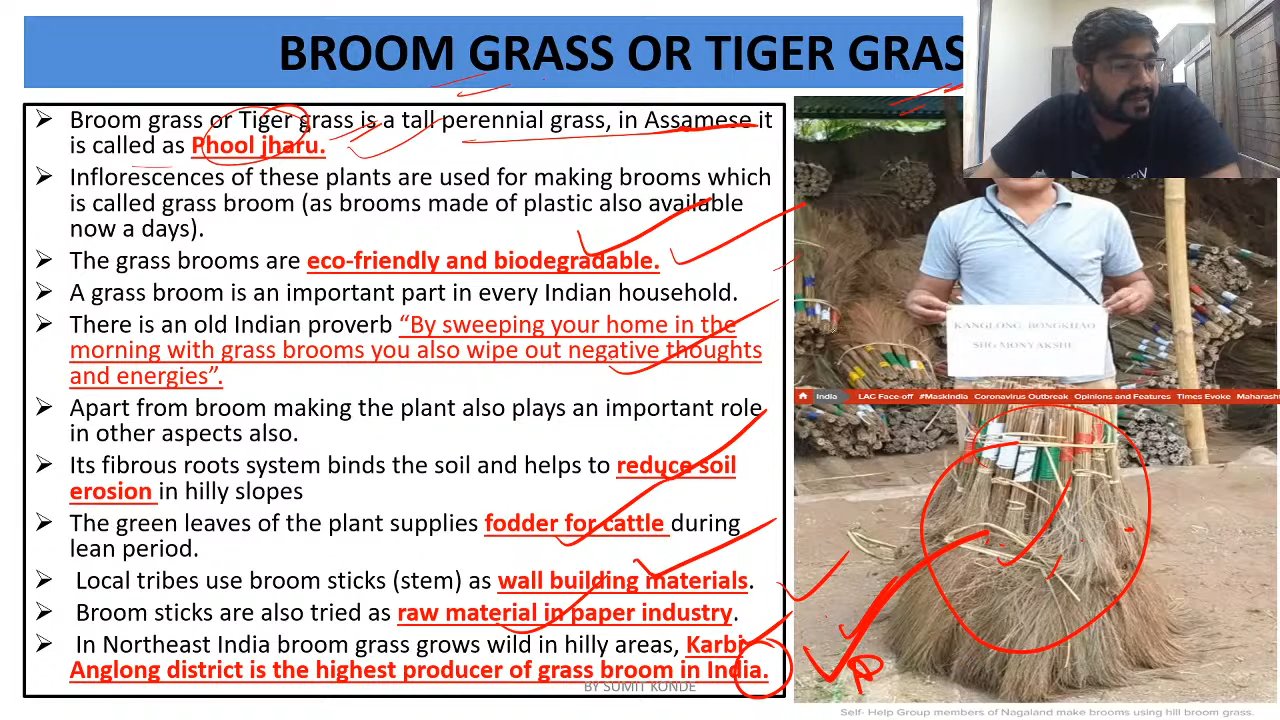 BROOM GRASS OR TIGER GRAS
Broom grass or Tiger grass is a tall perennial grass, in Assamese it
is called as Phool jharu.
Inflorescences of these plants are used for making brooms which
is called grass broom (as brooms made of plastic also available
now a days).
The grass brooms are eco-friendly and biodegradable.
A grass broom is an important part in every Indian household.
There is an old Indian proverb “By sweeping your home in the
morning with grass brooms you also wipe out negative thoughts
and energies”.
Apart from broom making the plant also plays an important role
in other aspects also.
Its fibrous roots system binds the soil and helps to reduce soil
erosion in hilly slopes
The green leaves of the plant supplies fodder for cattle during
lean period.
Local tribes use broom sticks (stem) as wall building materials.
Broom sticks are also tried as raw material in paper industry.
In Northeast India broom grass grows wild in hilly areas, Karbi
Anglong district is the highest producer of grass broom in India.
BY SUMIT KONDE
KANGLONG BONGKHAO
SHG MONYAKSHE
India LAC Face-off #MaskIndia Coronavirus Outbreak Opinions and Features Times Evoke Maharash
Self- Help Group members of Nagaland make brooms using hill broom grass.